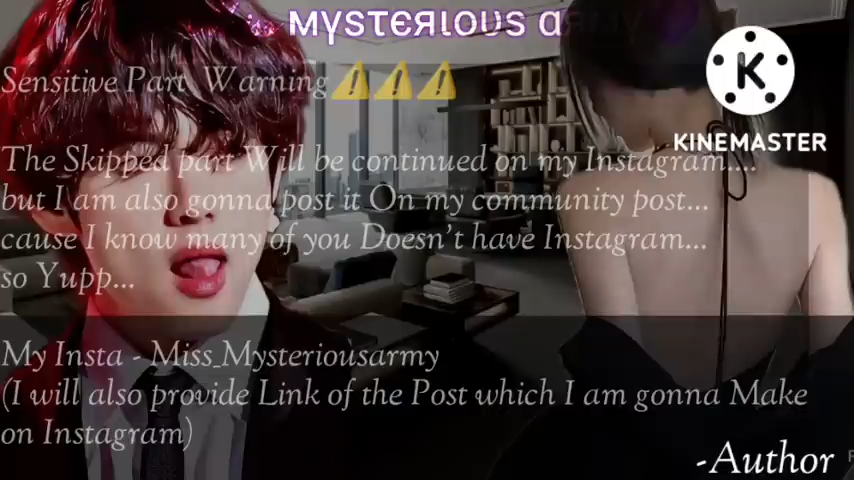 MYSTERIOUS ARMY
Sensitive Part Warning⚠️⚠️⚠️
KINEMASTER
The Skipped part Will be continued on my Instagram....
but I am also gonna post it On my community post...
cause I know many of you Doesn't have Instagram...
so Yupp...
My Insta - Miss_Mysteriousarmy
(I will also provide Link of the Post which I am gonna Make
on Instagram)
-Author